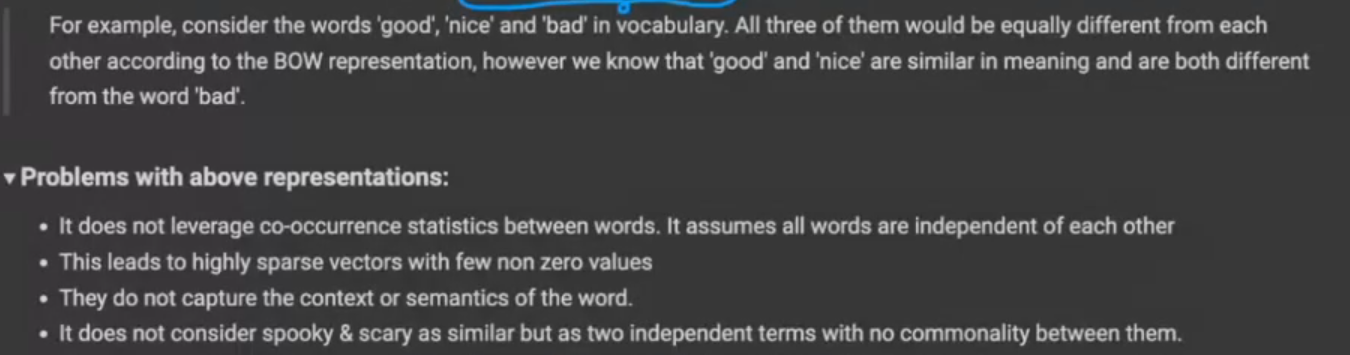 For example, consider the words 'good', 'nice' and 'bad' in vocabulary. All three of them would be equally different from each
other according to the BOW representation, however we know that 'good' and 'nice' are similar in meaning and are both different
from the word 'bad'.
▾ Problems with above representations:
• It does not leverage co-occurrence statistics between words. It assumes all words are independent of each other
• This leads to highly sparse vectors with few non zero values
• They do not capture the context or semantics of the word.
• It does not consider spooky & scary as similar but as two independent terms with no commonality between them.